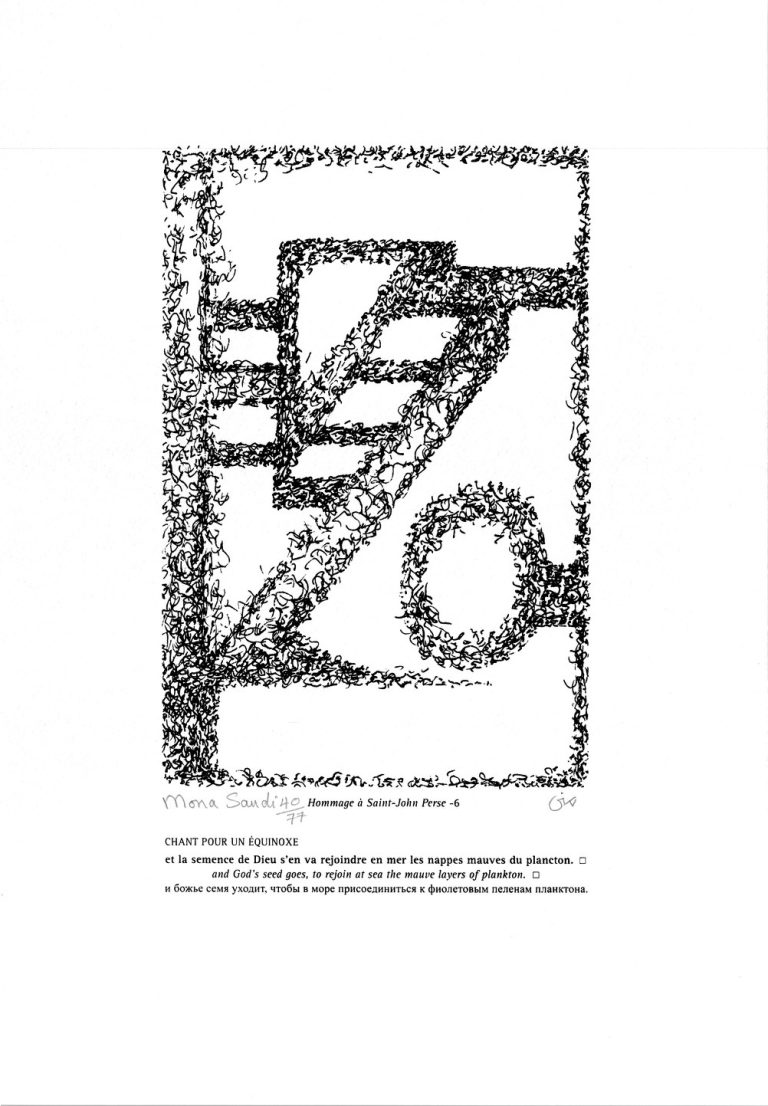 Mona Saudi 40/77 Hommage à Saint-John Perse -6
CHANT POUR UN ÉQUINOXE
et la semence de Dieu s'en va rejoindre en mer les nappes mauves du plancton. □
and God's seed goes, to rejoin at sea the mauve layers of plankton. □
и божье семя уходит, чтобы в море присоединиться к фиолетовым пеленам планктона.